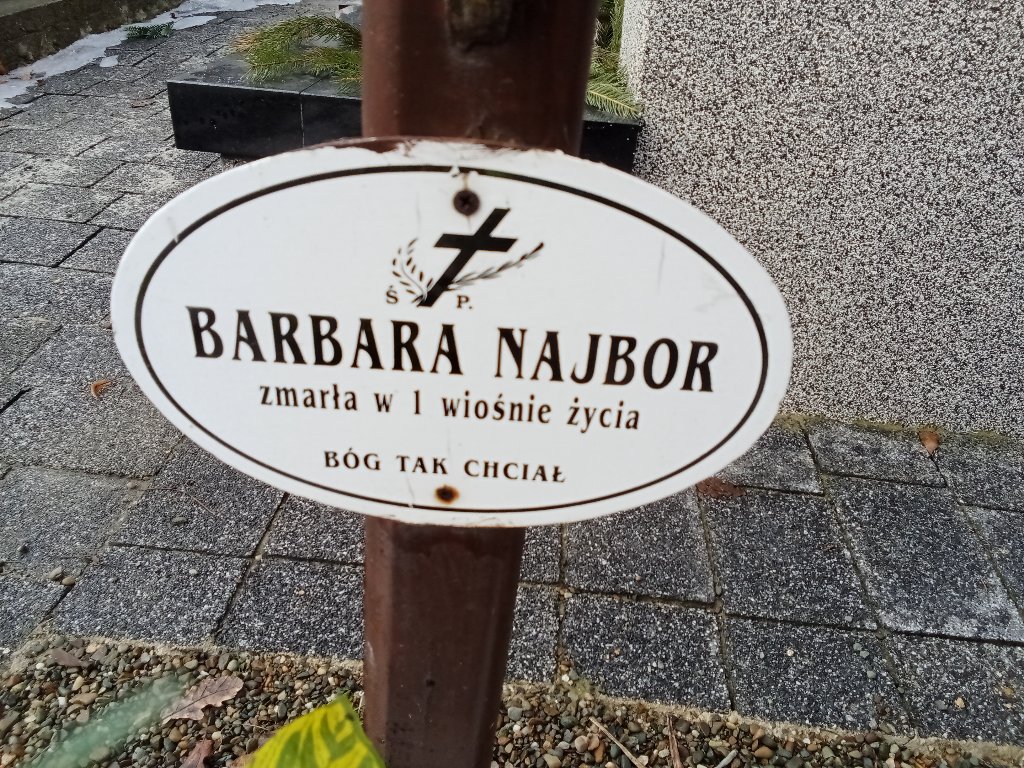 Ś P.
BARBARA NAJBOR
zmarła w 1 wiośnie życia
BÓG TAK CHCIAŁ